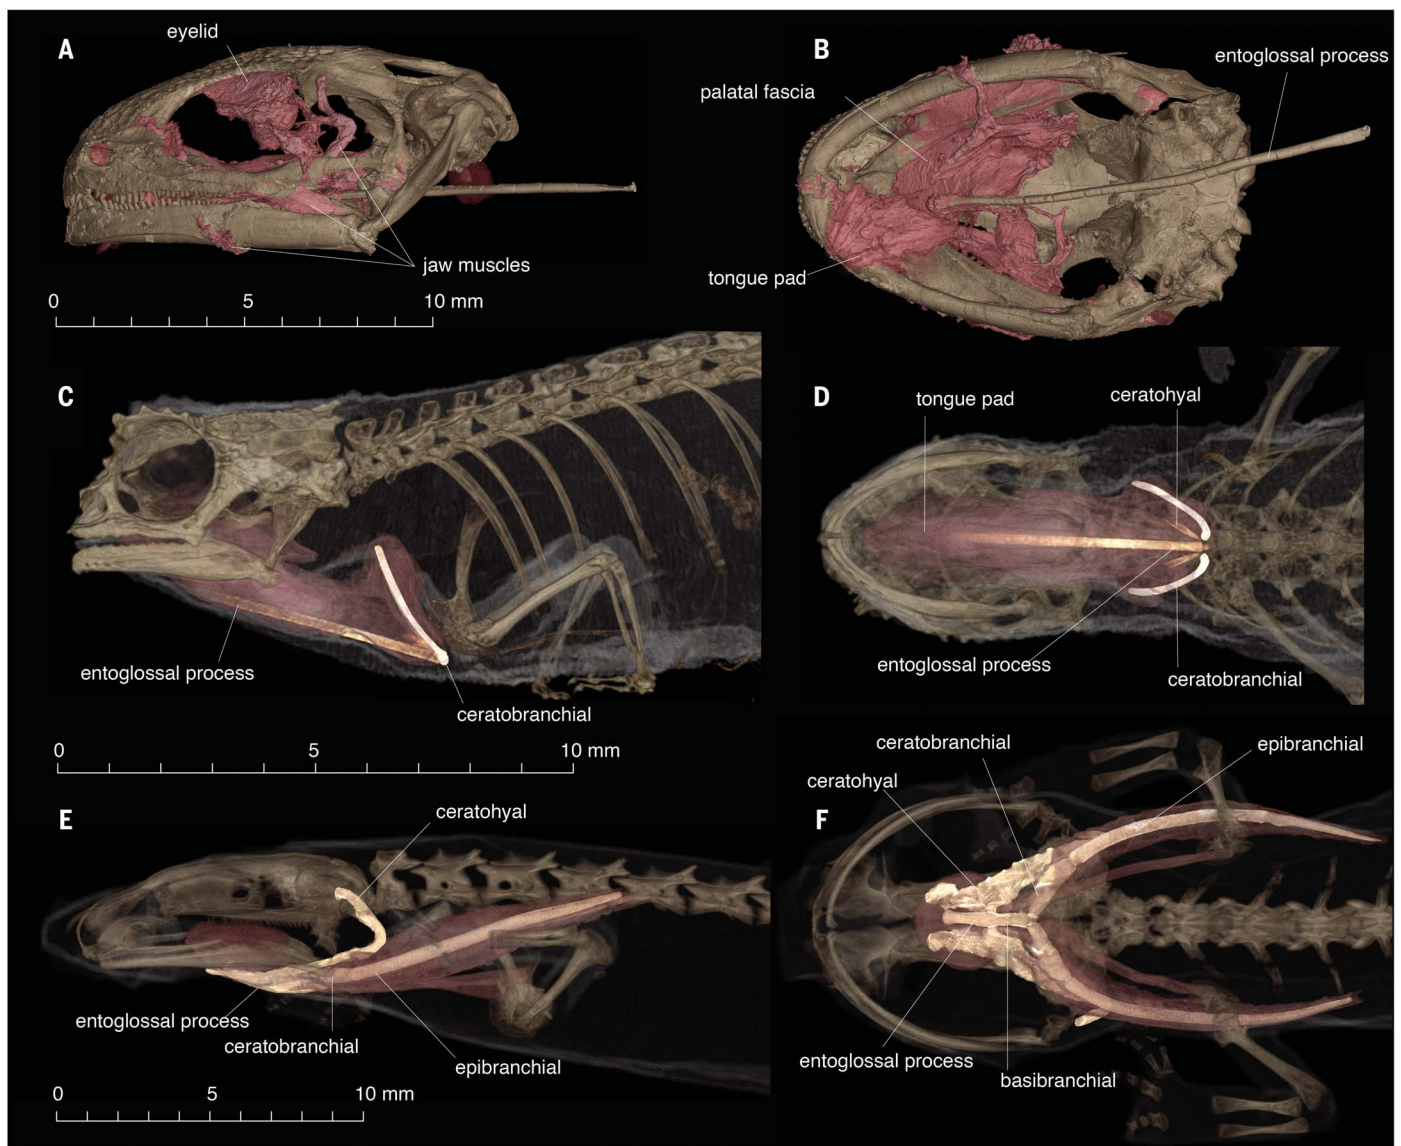 A
eyelid
jaw muscles
0 5 10 mm
B
entoglossal process
palatal fascia
tongue pad
C
entoglossal process
ceratobranchial
0 5 10 mm
D
tongue pad
ceratohyal
entoglossal process
ceratobranchial
E
ceratohyal
entoglossal process
ceratobranchial
epibranchial
0 5 10 mm
F
ceratobranchial
epibranchial
ceratohyal
entoglossal process
basibranchial